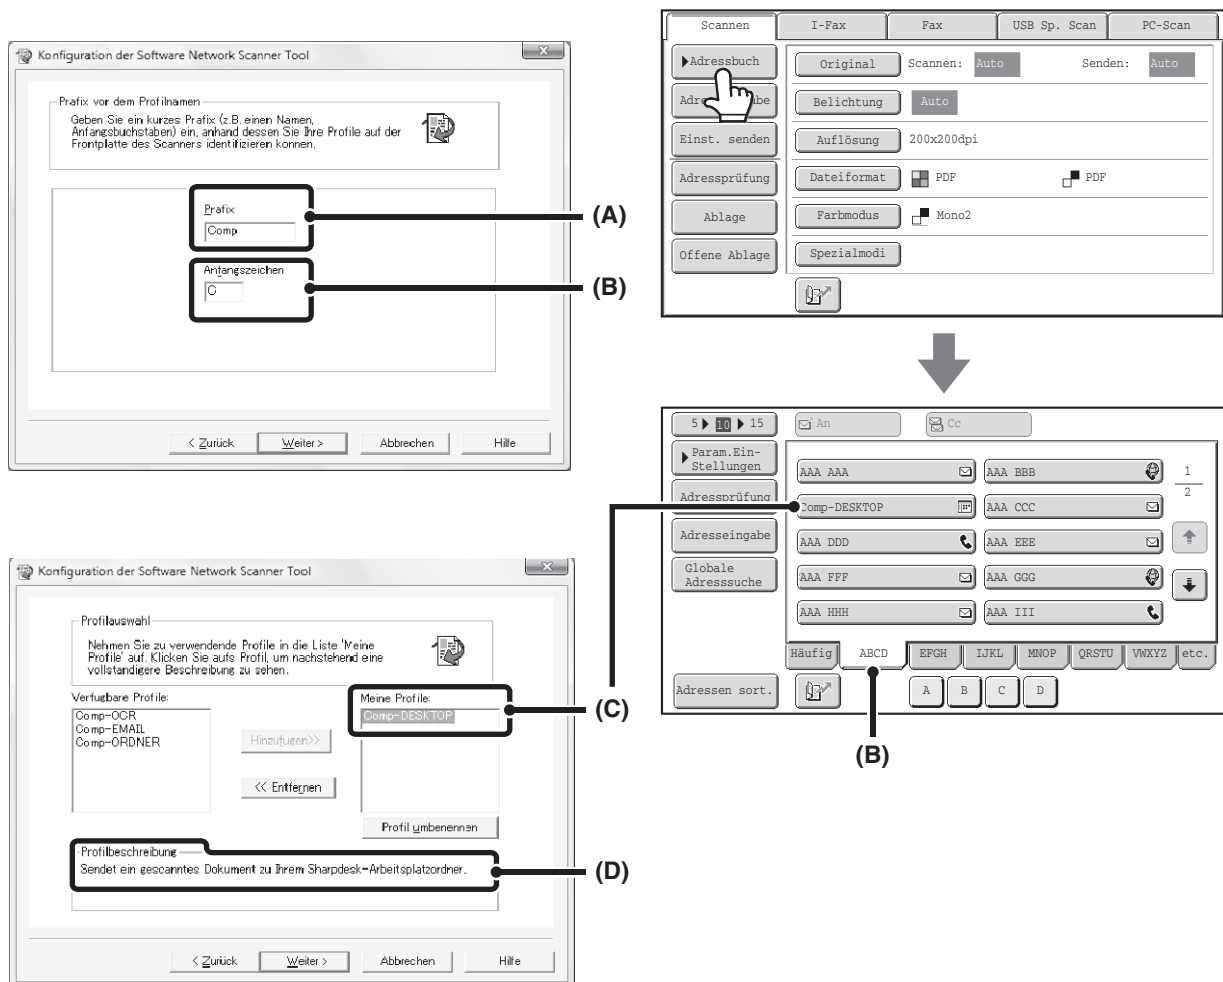 Konfiguration der Software Network Scanner Tool
Prafix vor dem Profilnamen
Geben Sie ein kurzes Prafix (z.B. einen Namen,
Anfangsbuchstaben) ein, anhand dessen Sie Ihre Profile auf der
Frontplatte des Scanners identifizieren konnen.
Prafix
Comp
(A)
Anfangszeichen
C
(B)
< Zurück
Weiter >
Abbrechen
Hilfe
Scannen
I-Fax
Fax
USB Sp. Scan
PC-Scan
Adressbuch
Original
Scannen:
Auto
Senden:
Auto
Belichtung
Auto
Einst. senden
Auflösung
200x200dpi
Adressprüfung
Dateiformat
PDF
PDF
Ablage
Farbmodus
Mono2
Offene Ablage
Spezialmodi
5 10 15
An
Cc
Param.Ein-
Stellungen
AAA AAA
AAA BBB
1
2
Adressprüfung
Comp-DESKTOP
AAA CCC
Adresseingabe
AAA DDD
AAA EEE
Globale
Adresssuche
AAA FFF
AAA GGG
AAA HHH
AAA III
Häufig
ABCD
EFGH
IJKL
MNOP
QRSTU
VWXYZ
etc.
Adressen sort.
A
B
C
D
(B)
Konfiguration der Software Network Scanner Tool
Profilauswahl
Nehmen Sie zu verwendende Profile in die Liste 'Meine
Profile' auf. Klicken Sie aufs Profil, um nachstehend eine
vollstandigere Beschreibung zu sehen.
Verfugbare Profile:
Comp-OCR
Comp-EMAIL
Comp-ORDNER
Hinzufugen>>
<< Entfernen
Meine Profile:
Comp-DESKTOP
(C)
Profil umbenennen
Profilbeschreibung
Sendet ein gescanntes Dokument zu Ihrem Sharpdesk-Arbeitsplatzordner.
(D)
< Zurück
Weiter >
Abbrechen
Hilfe